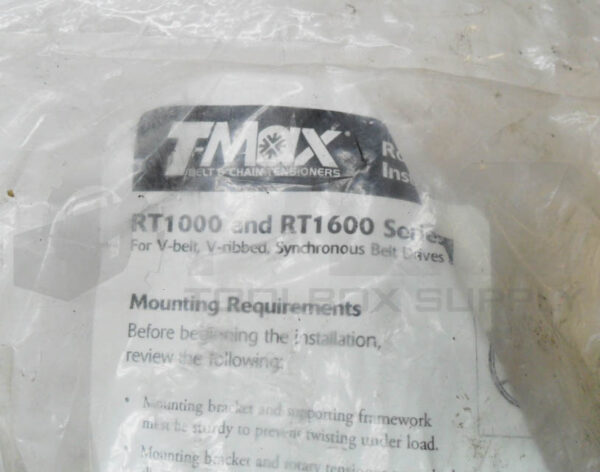 T-Max®
BELT & CHAIN TENSIONERS
RT1000 and RT1600 Series
For V-belt, V-ribbed, Synchronous Belt Drives
TOOLBOX SUPPLY
Mounting Requirements
Before beginning the installation,
review the following:
• Mounting bracket and supporting framework
must be sturdy to prevent twisting under load.
• Mounting bracket and rotary